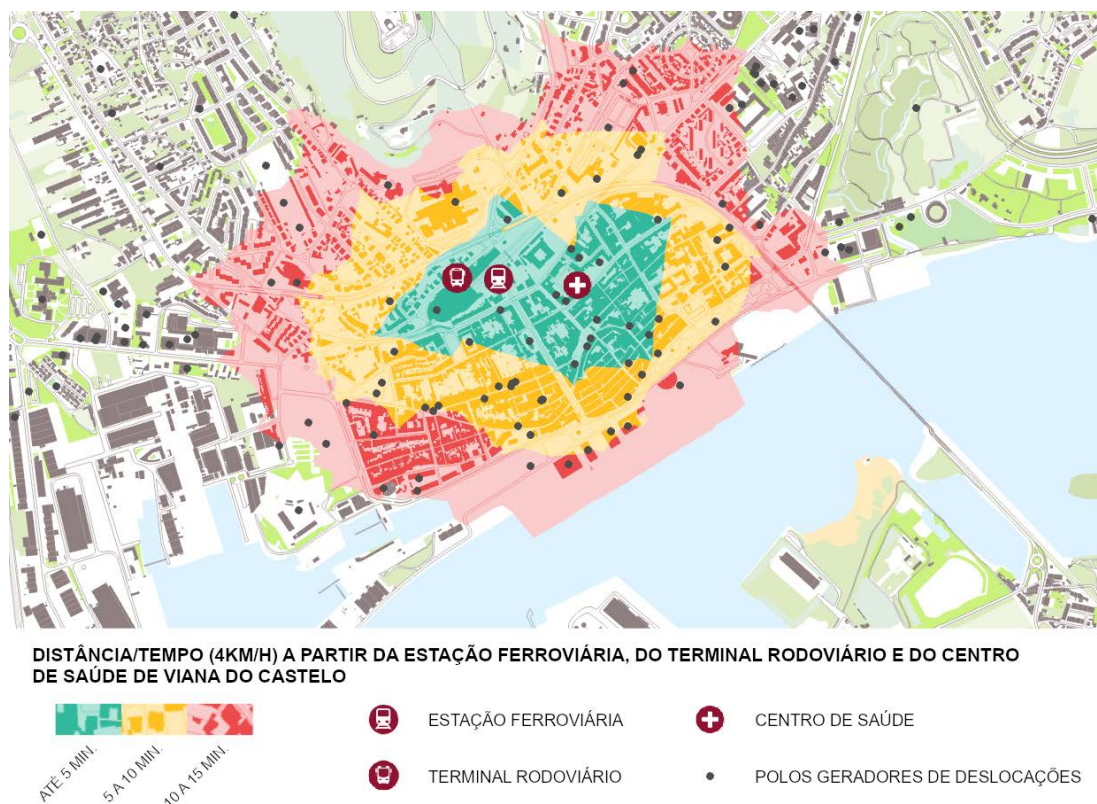 DISTÂNCIA/TEMPO (4KM/H) A PARTIR DA ESTAÇÃO FERROVIÁRIA, DO TERMINAL RODOVIÁRIO E DO CENTRO
DE SAÚDE DE VIANA DO CASTELO
ATÉ 5 MIN.
5 A 10 MIN.
10 A 15 MIN.
ESTAÇÃO FERROVIÁRIA
CENTRO DE SAÚDE
TERMINAL RODOVIÁRIO
POLOS GERADORES DE DESLOCAÇÕES